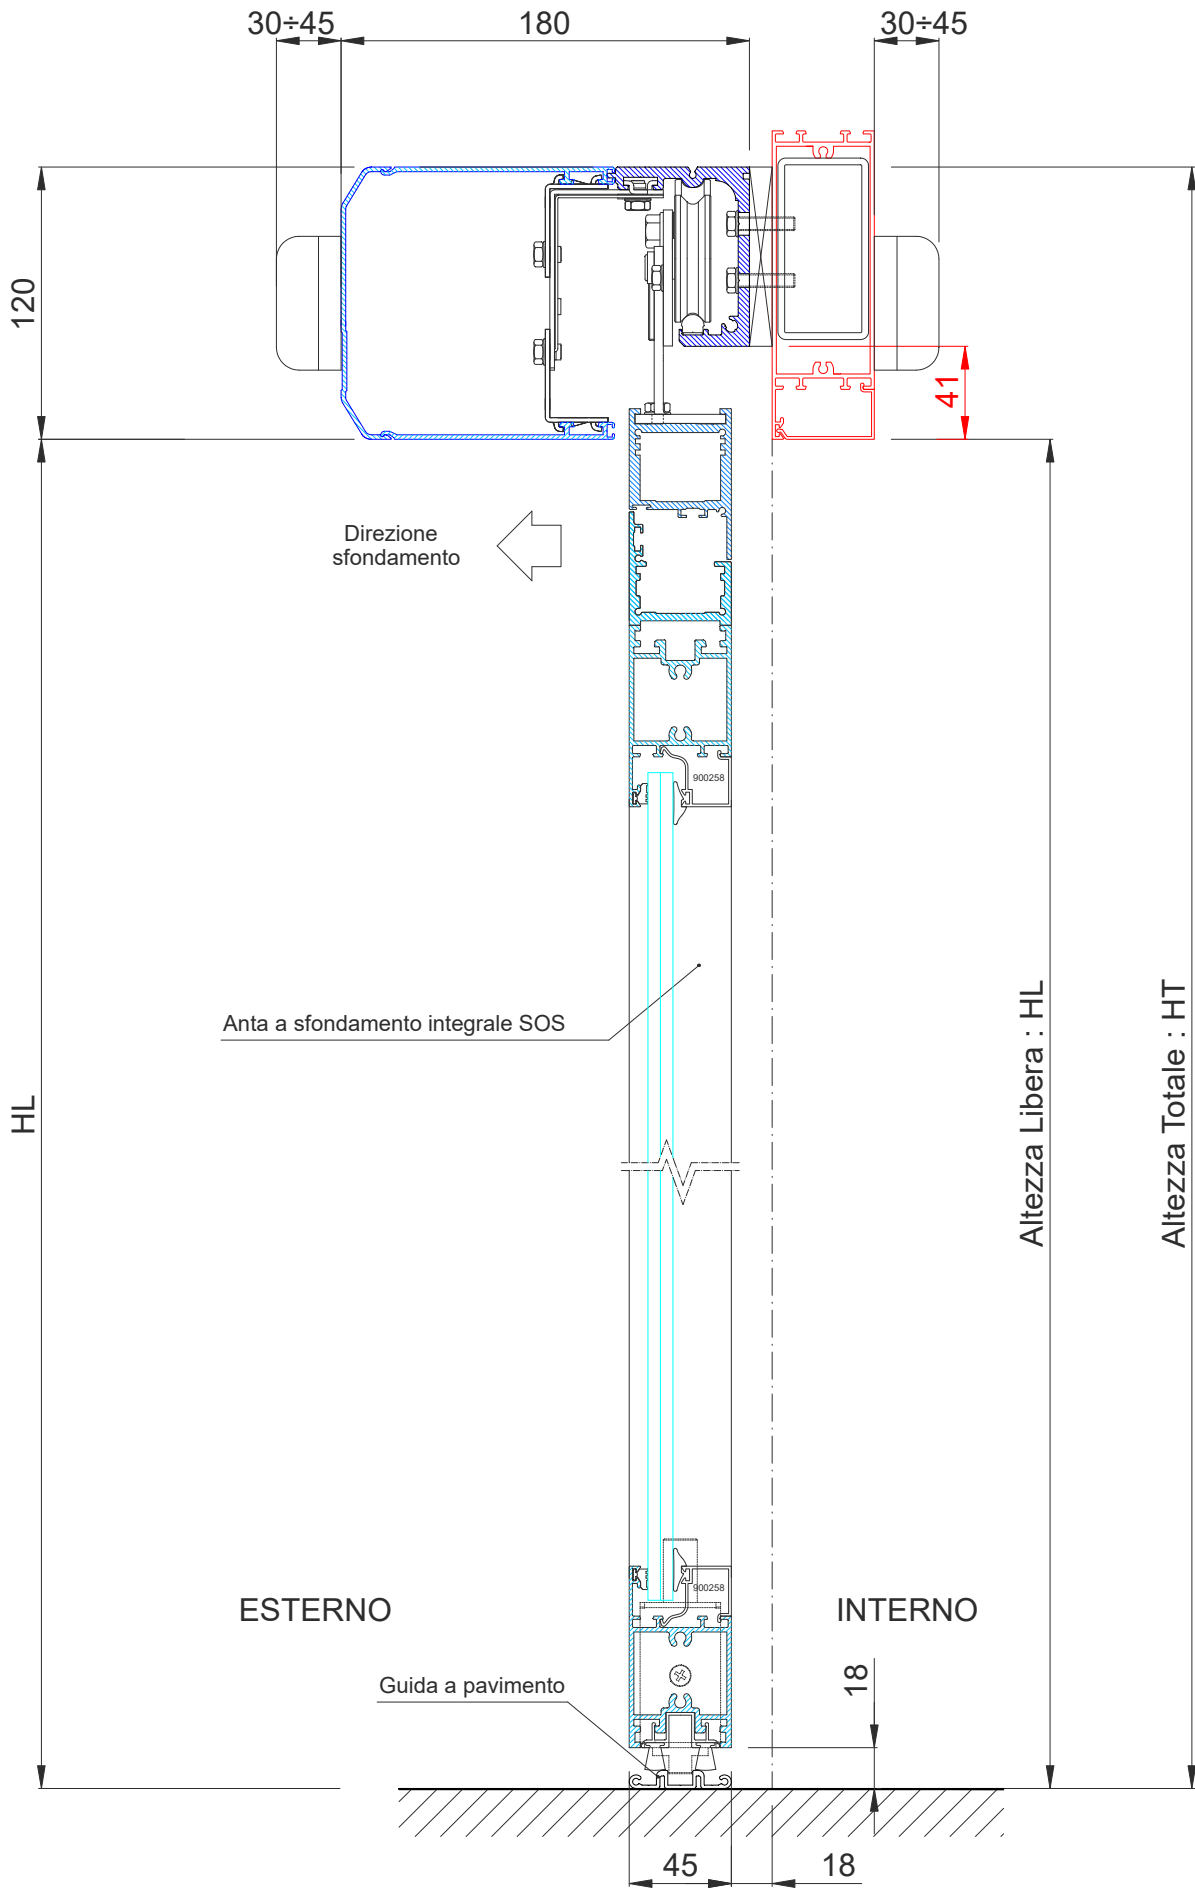 30÷45
180
30÷45
120
41
Direzione
sfondamento
900258
Anta a sfondamento integrale SOS
HL
Altezza Libera : HL
Altezza Totale : HT
900258
ESTERNO
INTERNO
Guida a pavimento
18
45
18